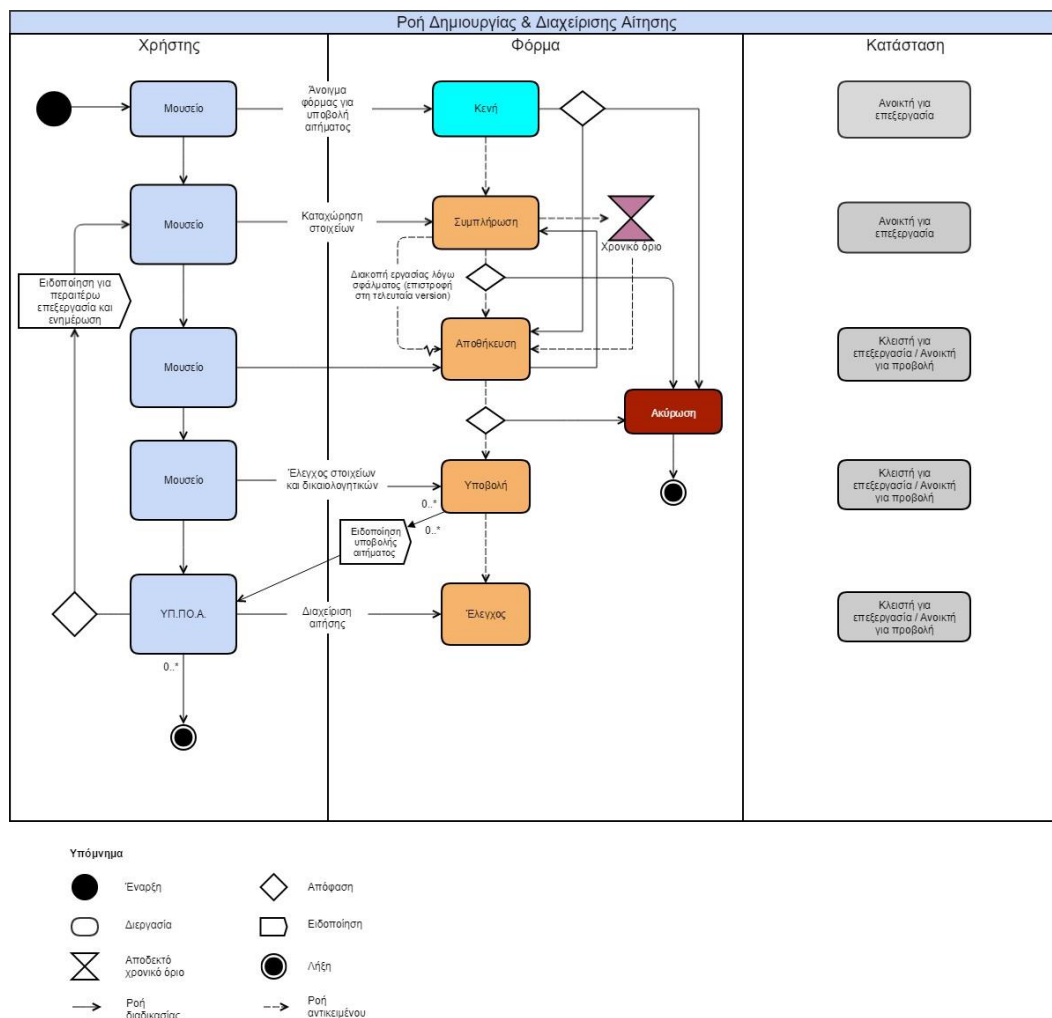 Ροή Δημιουργίας & Διαχείρισης Αίτησης
Χρήστης
Φόρμα
Κατάσταση
Μουσείο
Άνοιγμα
φόρμας για
υποβολή
αιτήματος
Κενή
Ανοικτή για
επεξεργασία
Μουσείο
Καταχώρηση
στοιχείων
Συμπλήρωση
Χρονικό όριο
Ανοικτή για
επεξεργασία
Ειδοποίηση για
περαιτέρω
επεξεργασία και
ενημέρωση
Διακοπή εργασίας λόγω
σφάλματος (επιστροφή
στη τελευταία version)
Μουσείο
Αποθήκευση
Κλειστή για
επεξεργασία / Ανοικτή
για προβολή
Ακύρωση
Μουσείο
Έλεγχος στοιχείων
και δικαιολογητικών
Υποβολή
Κλειστή για
επεξεργασία / Ανοικτή
για προβολή
0..*
0..*
Ειδοποίηση
υποβολής
αιτήματος
ΥΠ.ΠΟ.Α.
Διαχείριση
αιτήσης
Έλεγχος
Κλειστή για
επεξεργασία / Ανοικτή
για προβολή
0..*
Υπόμνημα
Έναρξη
Απόφαση
Διεργασία
Ειδοποίηση
Αποδεκτό
χρονικό όριο
Λήξη
Ροή
διαδικασίας
Ροή
αντικειμένου